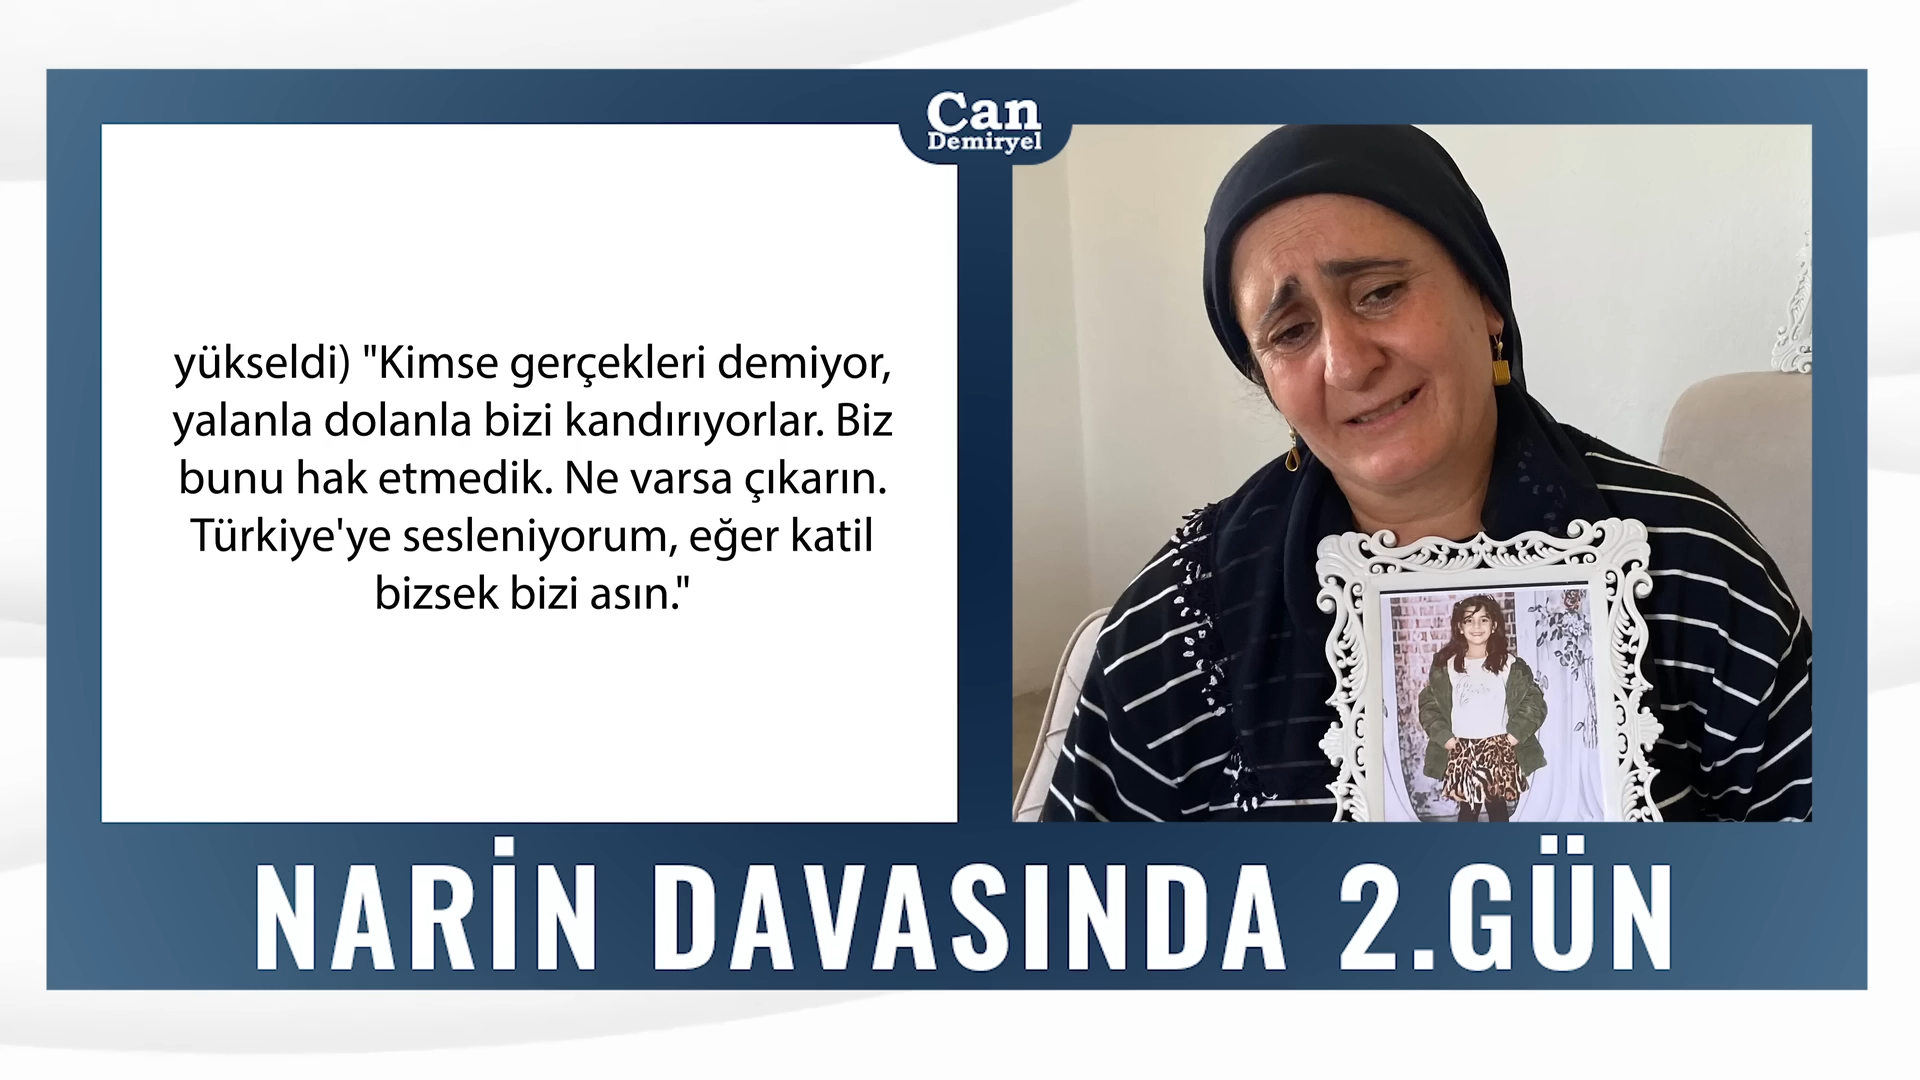 Can
Demiryel
yükseldi) "Kimse gerçekleri demiyor,
yalanla dolanla bizi kandırıyorlar. Biz
bunu hak etmedik. Ne varsa çıkarın.
Türkiye'ye sesleniyorum, eğer katil
bizsek bizi asın."
NARİN DAVASINDA 2.GÜN